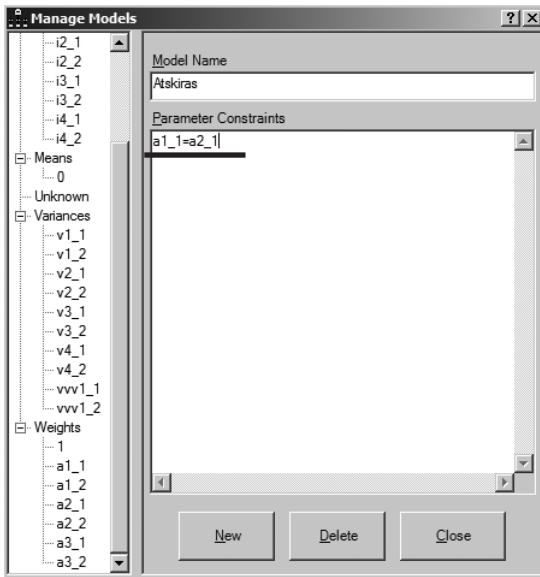 Manage Models
i2_1
i2_2
i3_1
i3_2
i4_1
i4_2
Means
0
Unknown
Variances
v1_1
v1_2
v2_1
v2_2
v3_1
v3_2
v4_1
v4_2
vvv1_1
vvv1_2
Weights
1
a1_1
a1_2
a2_1
a2_2
a3_1
a3_2
Model Name
Atskiras
Parameter Constraints
a1_1=a2_1
New
Delete
Close